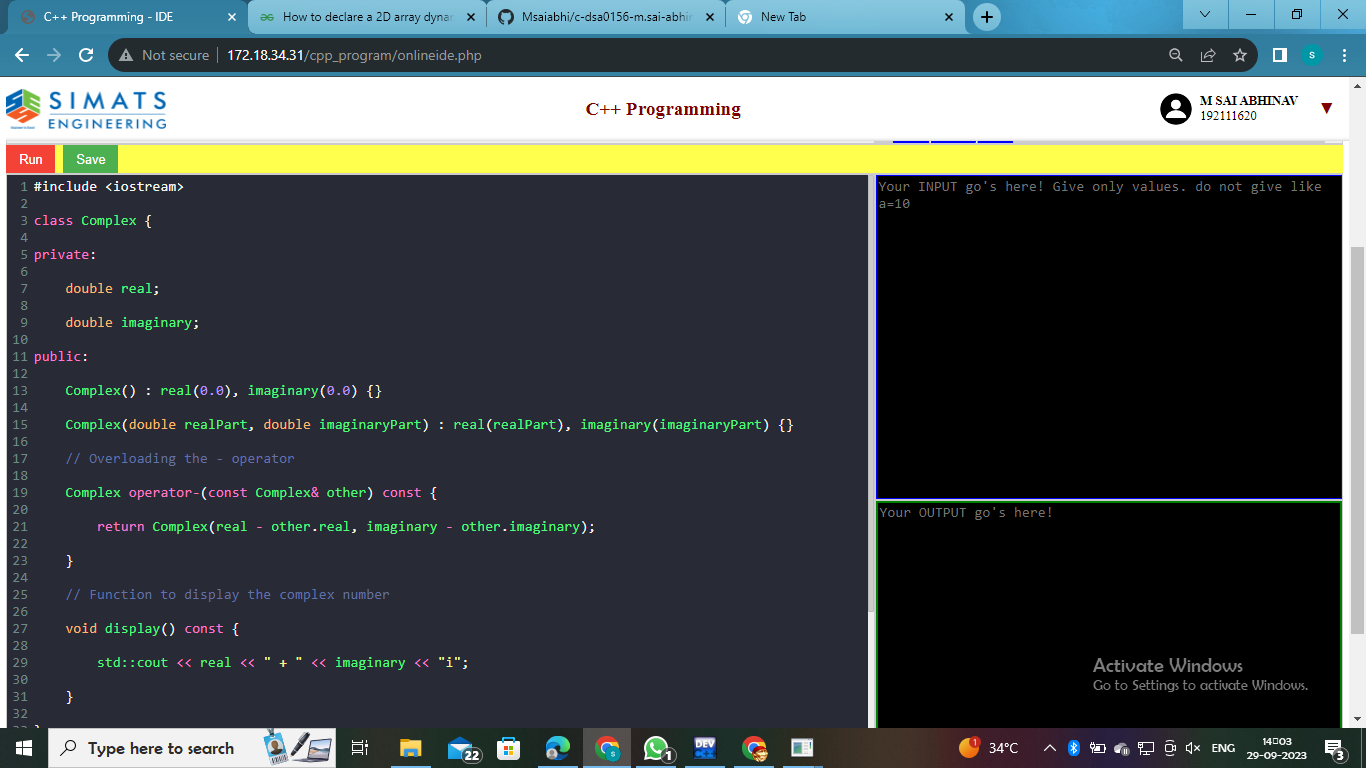 C++ Programming - IDE
How to declare a 2D array dynar
Msaiabhi/c-dsa0156-m.sai-abhin
New Tab
Not secure
172.18.34.31/cpp_program/onlineide.php
s
SIMATS
ENGINEERING
C++ Programming
M SAI ABHINAV
192111620
Run
Save
1 #include <iostream>
2
3 class Complex {
4
5 private:
6
7 double real;
8
9 double imaginary;
10
11 public:
12
13 Complex() : real(0.0), imaginary(0.0) {}
14
15 Complex(double realPart, double imaginaryPart) : real(realPart), imaginary(imaginaryPart) {}
16
17 // Overloading the - operator
18
19 Complex operator-(const Complex& other) const {
20
21 return Complex(real - other.real, imaginary - other.imaginary);
22
23 }
24
25 // Function to display the complex number
26
27 void display() const {
28
29 std::cout << real << " + " << imaginary << "i";
30
31 }
32
Your INPUT go's here! Give only values. do not give like
a=10
Your OUTPUT go's here!
Activate Windows
Go to Settings to activate Windows.
Type here to search
22
1
DEV
1
34°C
ENG
14:03
29-09-2023
3